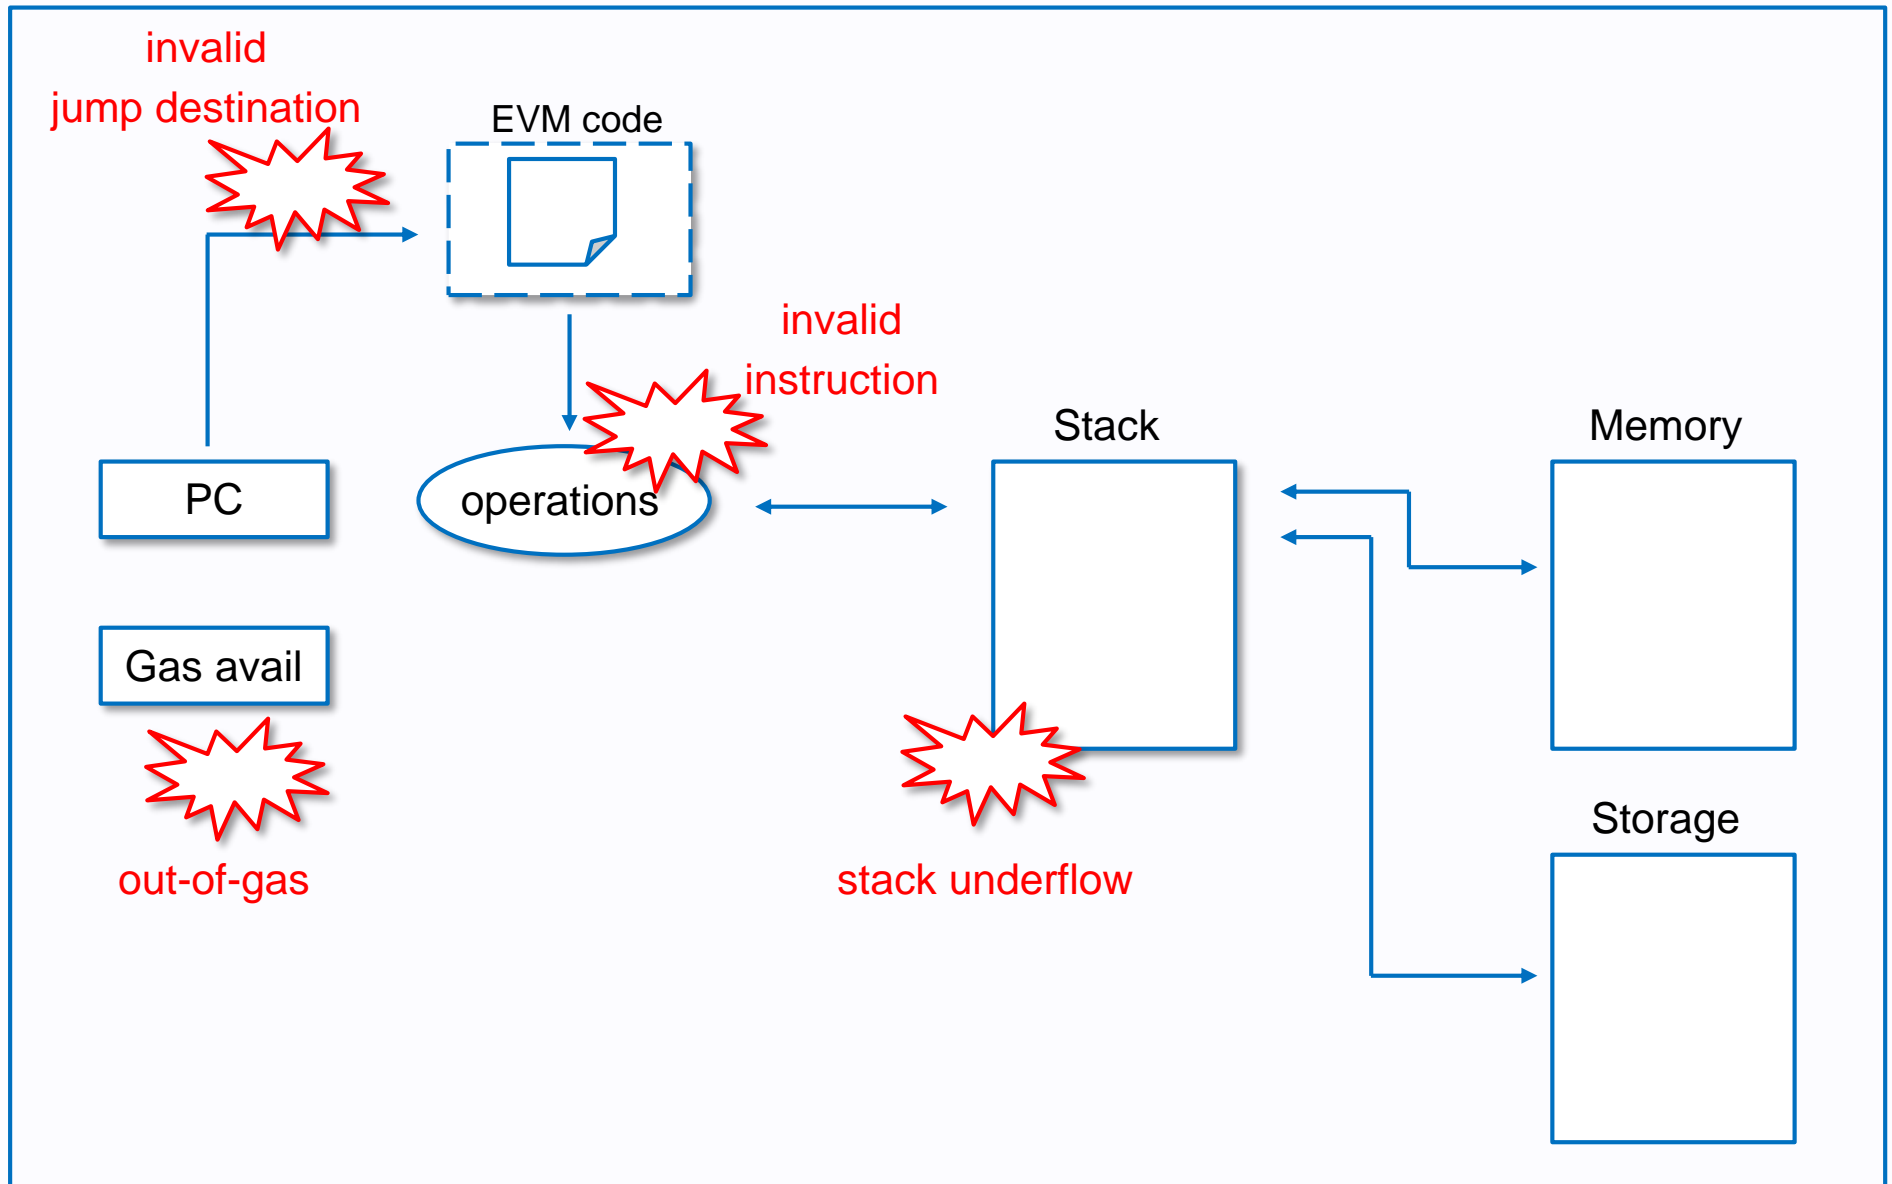 invalid
jump destination
EVM code
invalid
instruction
Stack
Memory
PC
operations
Gas avail
Storage
out-of-gas
stack underflow